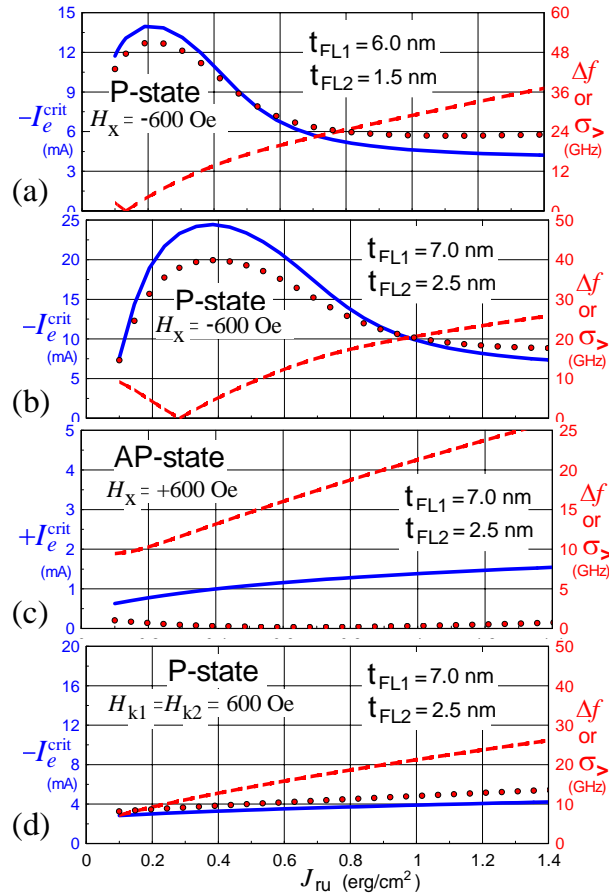 15
12
9
6
3
0
−I_e^crit
(mA)
P-state
H_x = -600 Oe
t_FL1 = 6.0 nm
t_FL2 = 1.5 nm
60
48
36
24
12
0
Δf
or
σ_>
(GHz)
(a)
25
20
15
10
5
0
−I_e^crit
(mA)
P-state
H_x = -600 Oe
t_FL1 = 7.0 nm
t_FL2 = 2.5 nm
50
40
30
20
10
0
Δf
or
σ_>
(GHz)
(b)
5
4
3
2
1
0
+I_e^crit
(mA)
AP-state
H_x = +600 Oe
t_FL1 = 7.0 nm
t_FL2 = 2.5 nm
25
20
15
10
5
0
Δf
or
σ_>
(GHz)
(c)
20
16
12
8
4
0
−I_e^crit
(mA)
P-state
H_k1 = H_k2 = 600 Oe
t_FL1 = 7.0 nm
t_FL2 = 2.5 nm
50
40
30
20
10
0
Δf
or
σ_>
(GHz)
(d)
0 0.2 0.4 0.6 0.8 1 1.2 1.4
J_ru (erg/cm²)